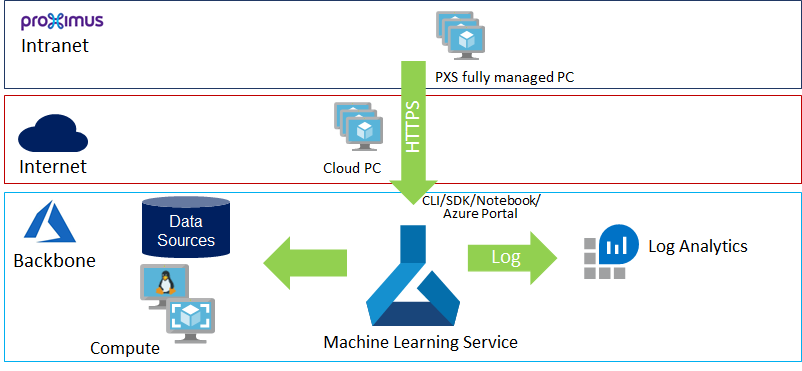 proximus
Intranet
PXS fully managed PC
HTTPS
Internet
Cloud PC
CLI/SDK/Notebook/
Azure Portal
Backbone
Data
Sources
Compute
Machine Learning Service
Log
Log Analytics